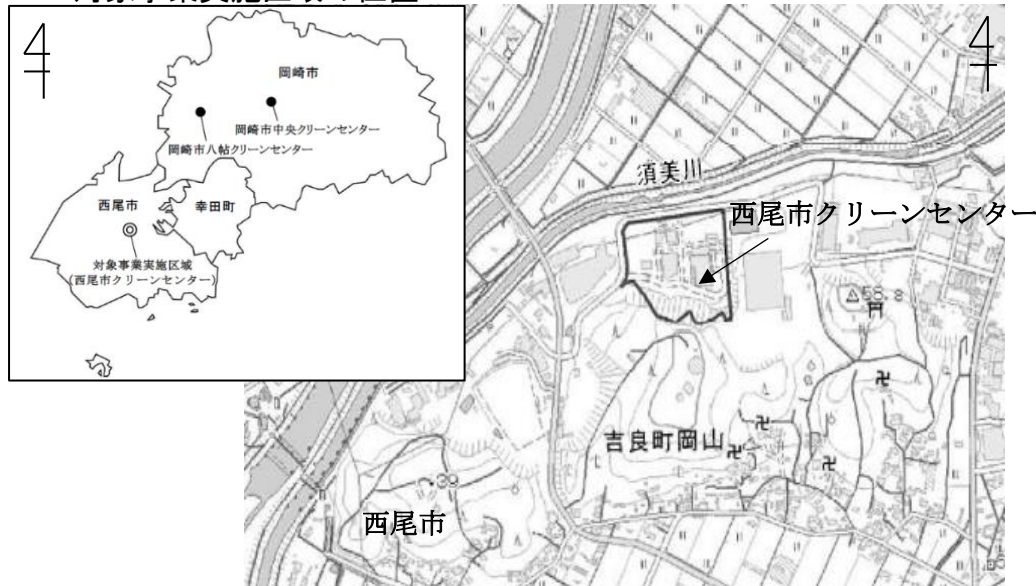 岡崎市
岡崎市中央クリーンセンター
岡崎市八帖クリーンセンター
西尾市
幸田町
対象事業実施区域
(西尾市クリーンセンター)
須美川
西尾市クリーンセンター
吉良町岡山
西尾市